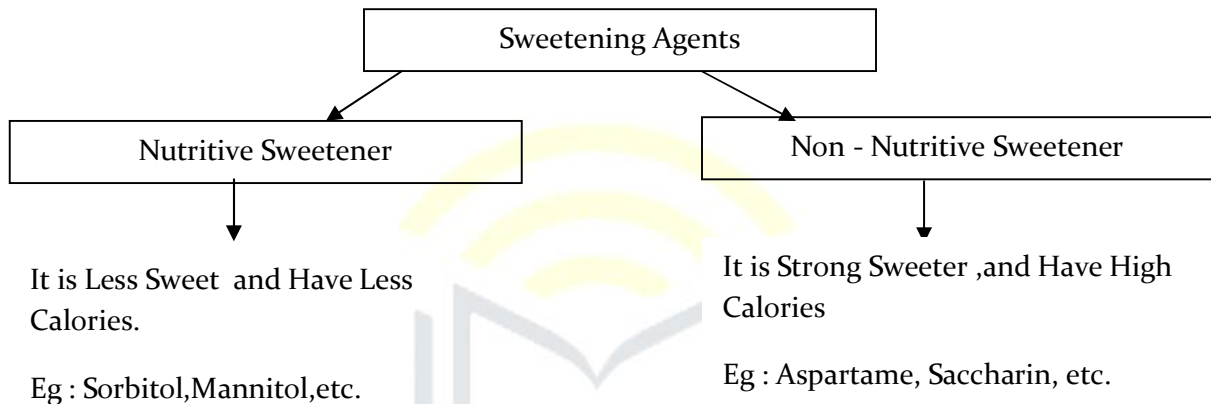 Sweetening Agents
Nutritive Sweetener
Non - Nutritive Sweetener
It is Less Sweet and Have Less
Calories.
Eg : Sorbitol,Mannitol,etc.
It is Strong Sweeter ,and Have High
Calories
Eg : Aspartame, Saccharin, etc.